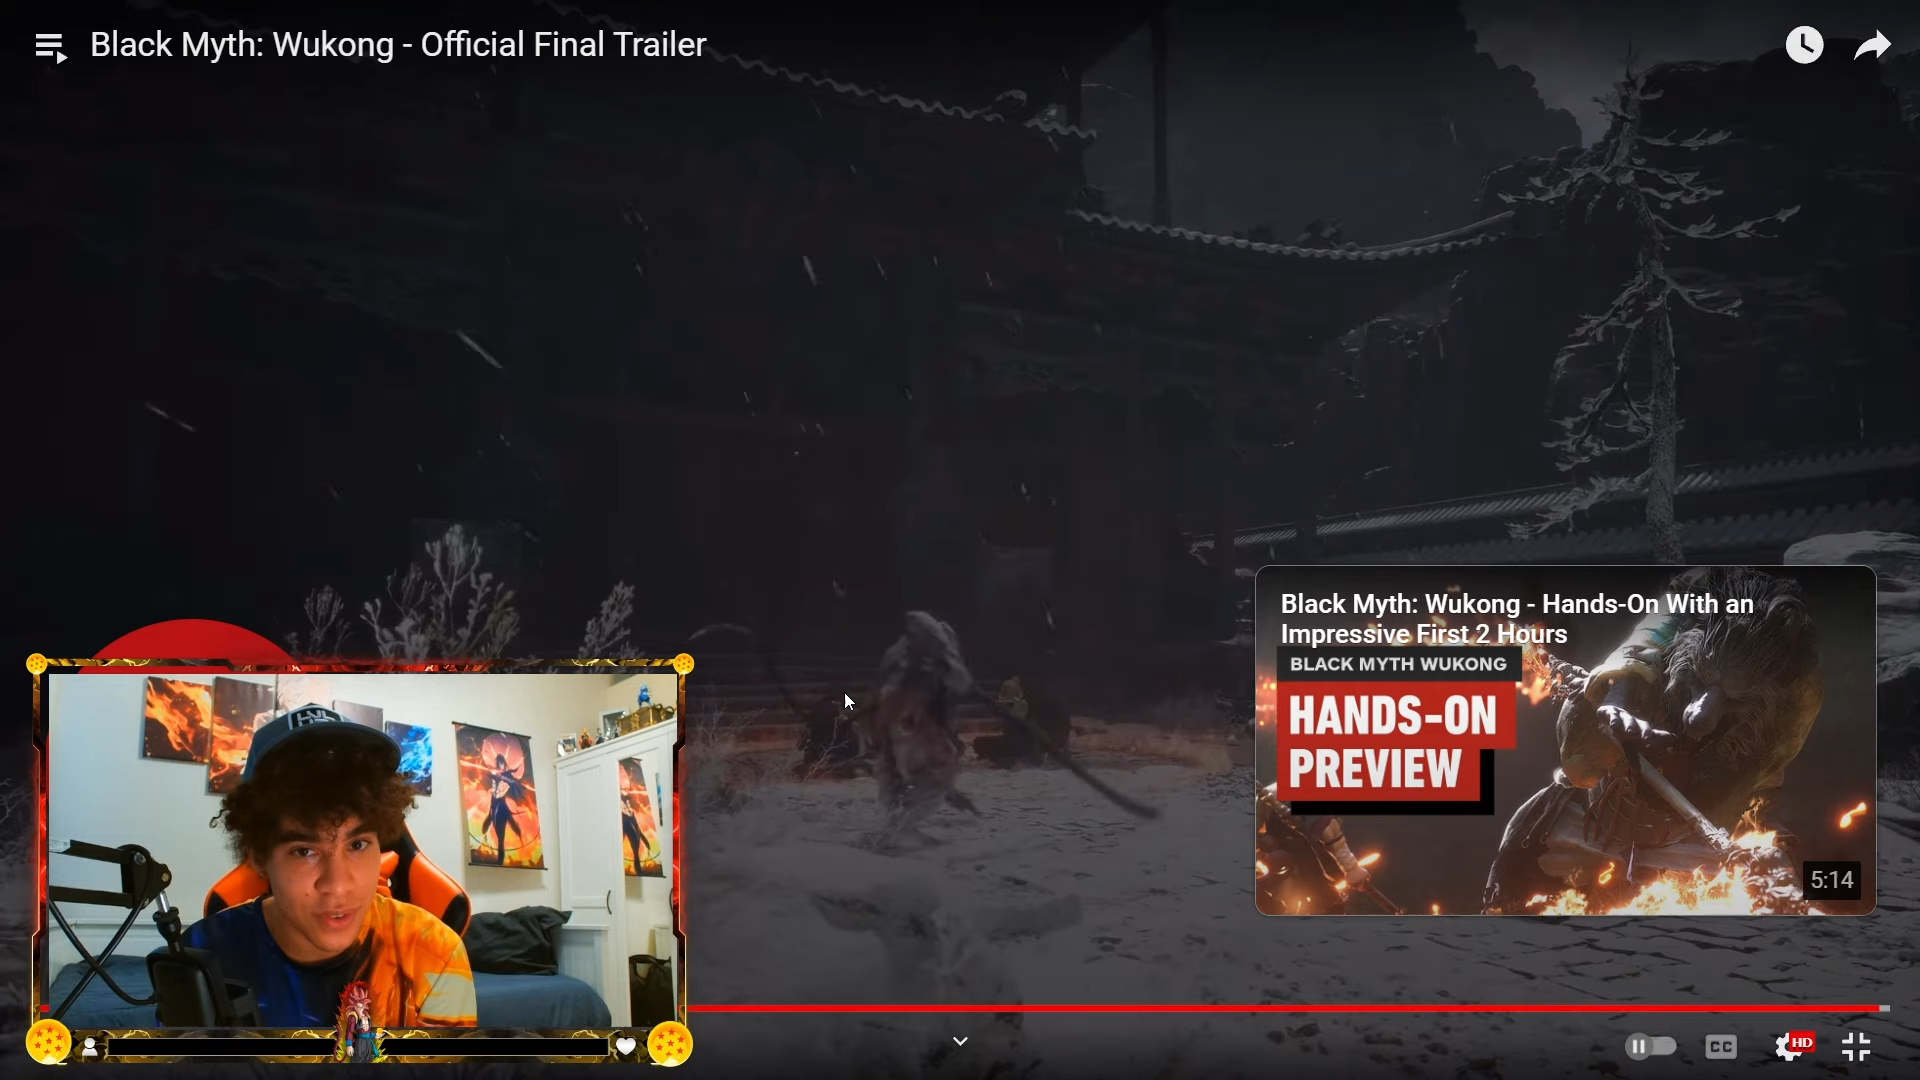 Black Myth: Wukong - Official Final Trailer
Black Myth: Wukong - Hands-On With an
Impressive First 2 Hours
BLACK MYTH WUKONG
HANDS-ON
PREVIEW
5:14
CC
HD